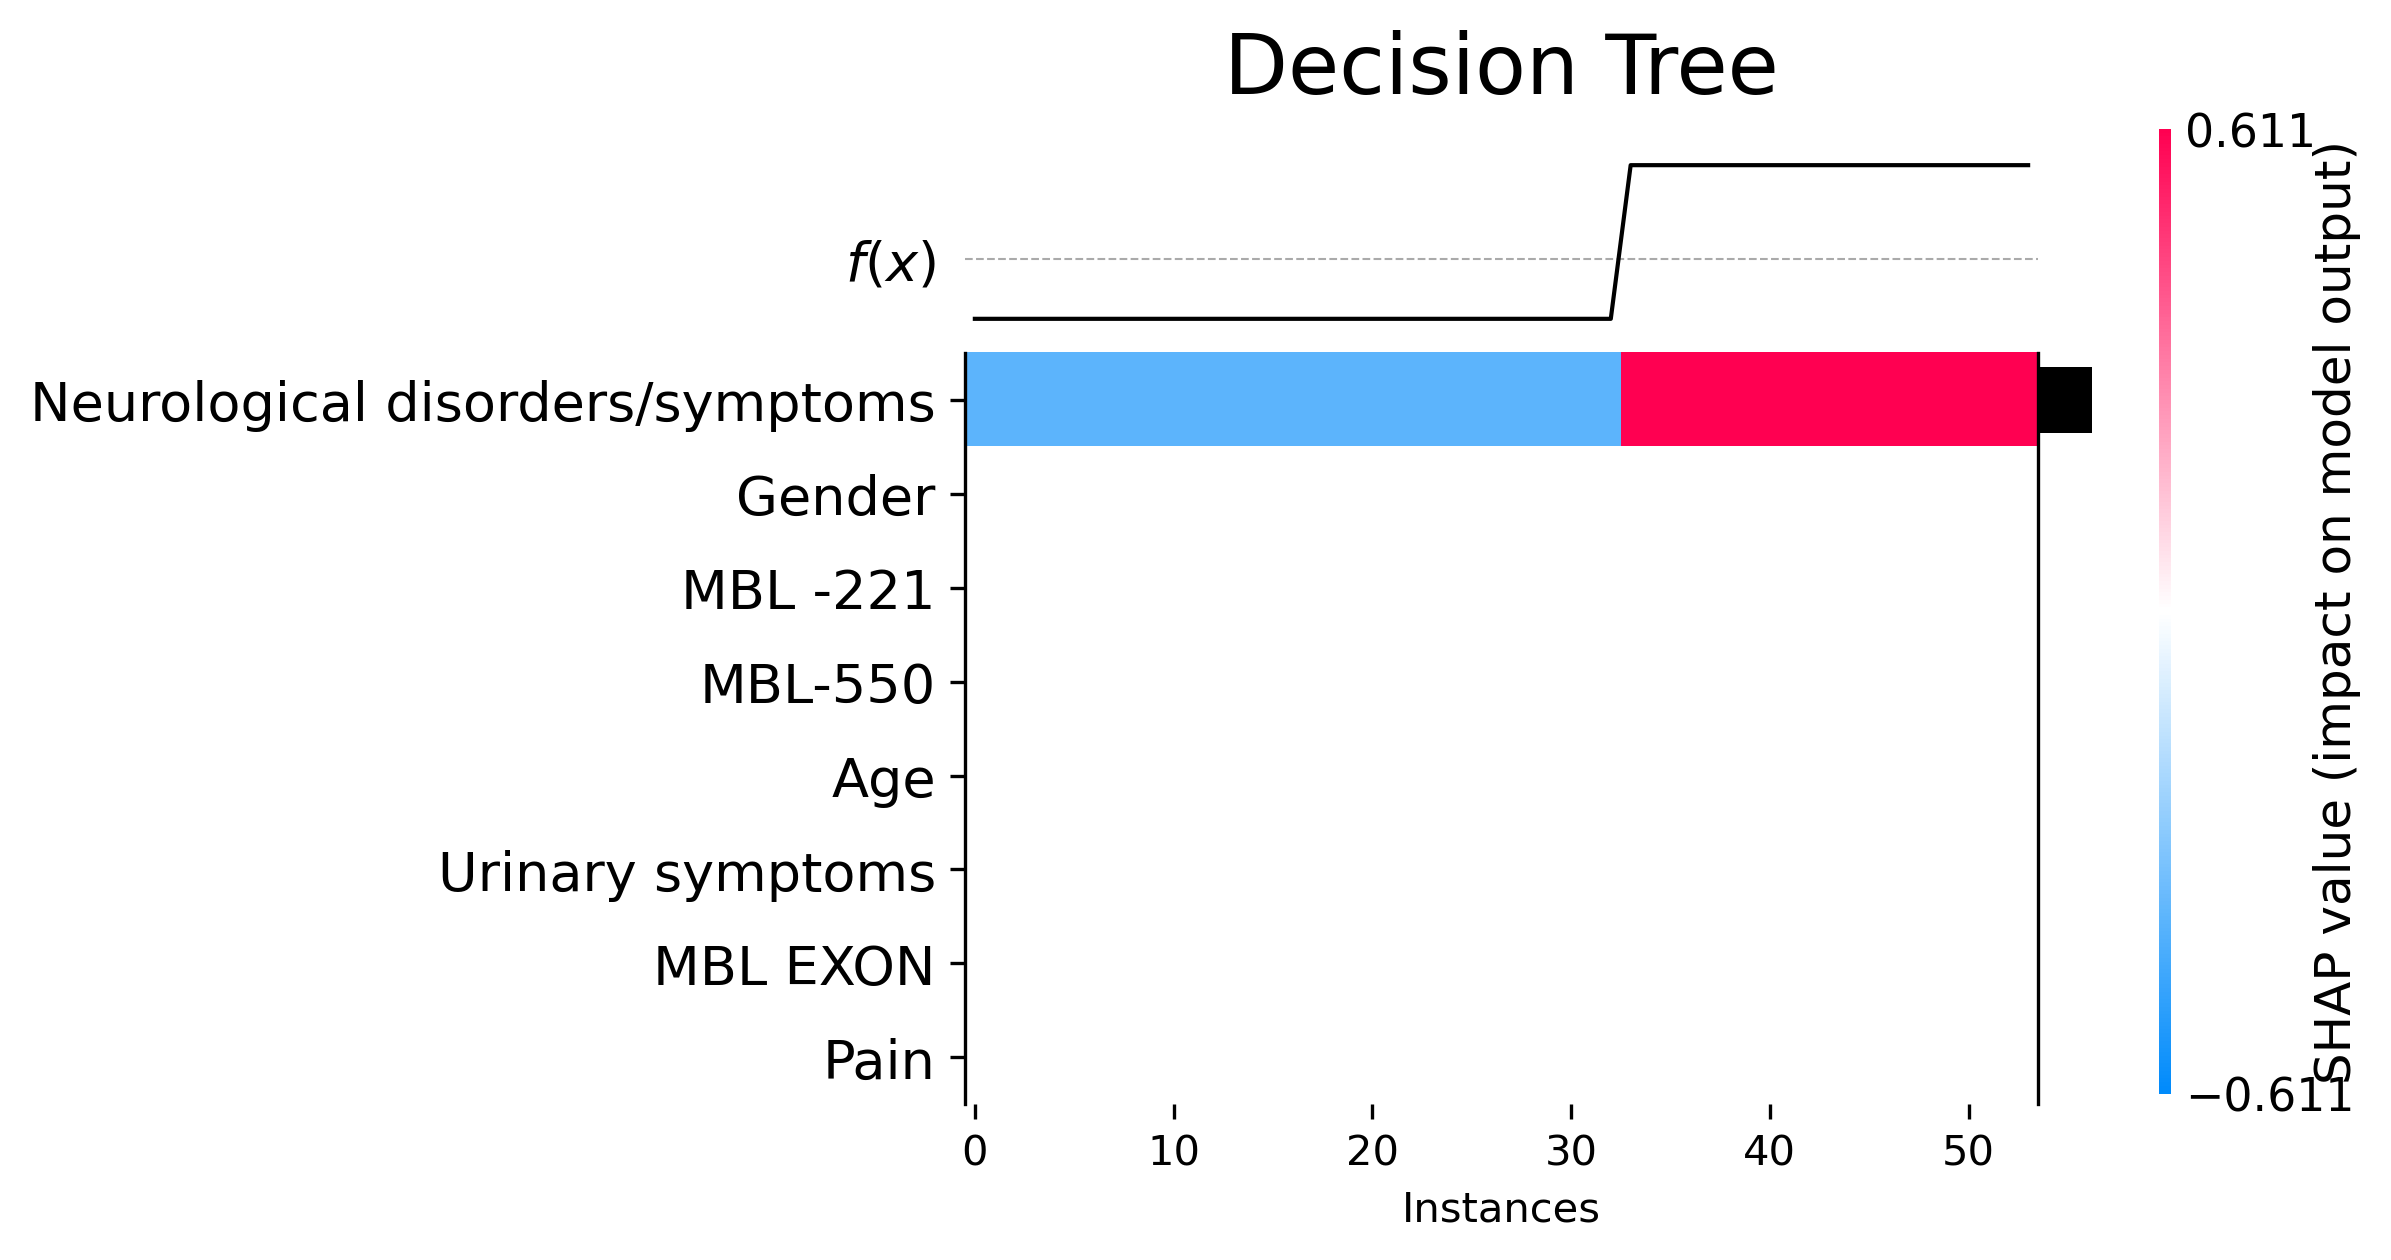 Decision Tree
0.611
f(x)
Neurological disorders/symptoms
Gender
MBL -221
MBL-550
Age
Urinary symptoms
MBL EXON
Pain
0 10 20 30 40 50
Instances
−0.611
SHAP value (impact on model output)